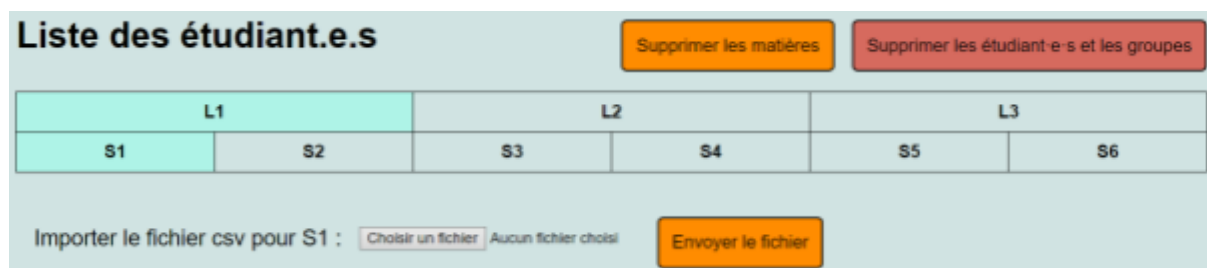 Liste des étudiant.e.s
Supprimer les matières
Supprimer les étudiant-e-s et les groupes
L1 L2 L3
S1 S2 S3 S4 S5 S6
Importer le fichier csv pour S1 : Choisir un fichier Aucun fichier choisi Envoyer le fichier